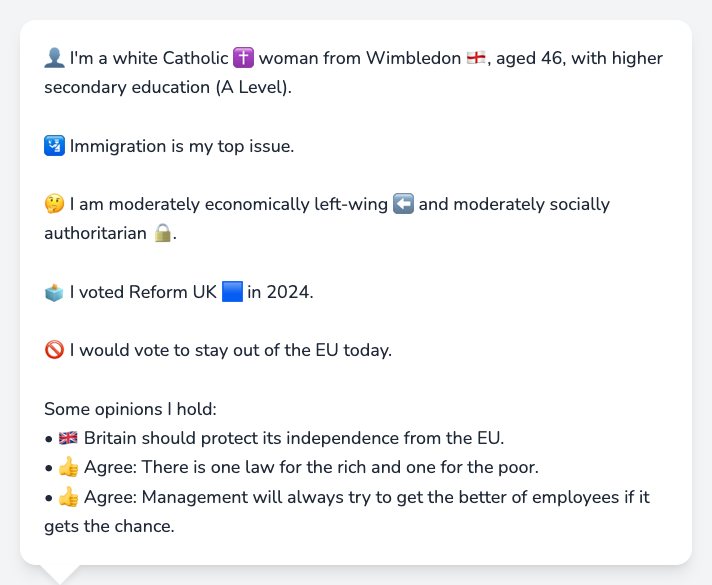 👤 I'm a white Catholic ✝️ woman from Wimbledon 🏴󠁧󠁢󠁥󠁮󠁧󠁿, aged 46, with higher
secondary education (A Level).
🛂 Immigration is my top issue.
🤔 I am moderately economically left-wing ⬅️ and moderately socially
authoritarian 🔒.
🗳️ I voted Reform UK 🟦 in 2024.
🚫 I would vote to stay out of the EU today.
Some opinions I hold:
• 🇬🇧 Britain should protect its independence from the EU.
• 👍 Agree: There is one law for the rich and one for the poor.
• 👍 Agree: Management will always try to get the better of employees if it
gets the chance.